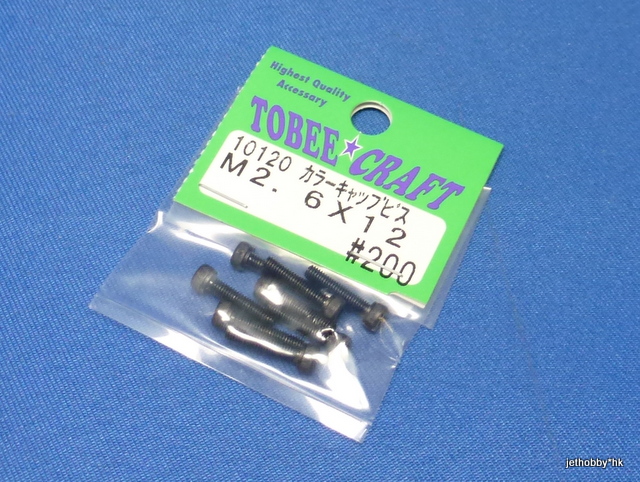 Highest Quality
Accessary
TOBEE★CRAFT
10120 カラーキャップビス
M2. 6X12
#200
jethobby*hk